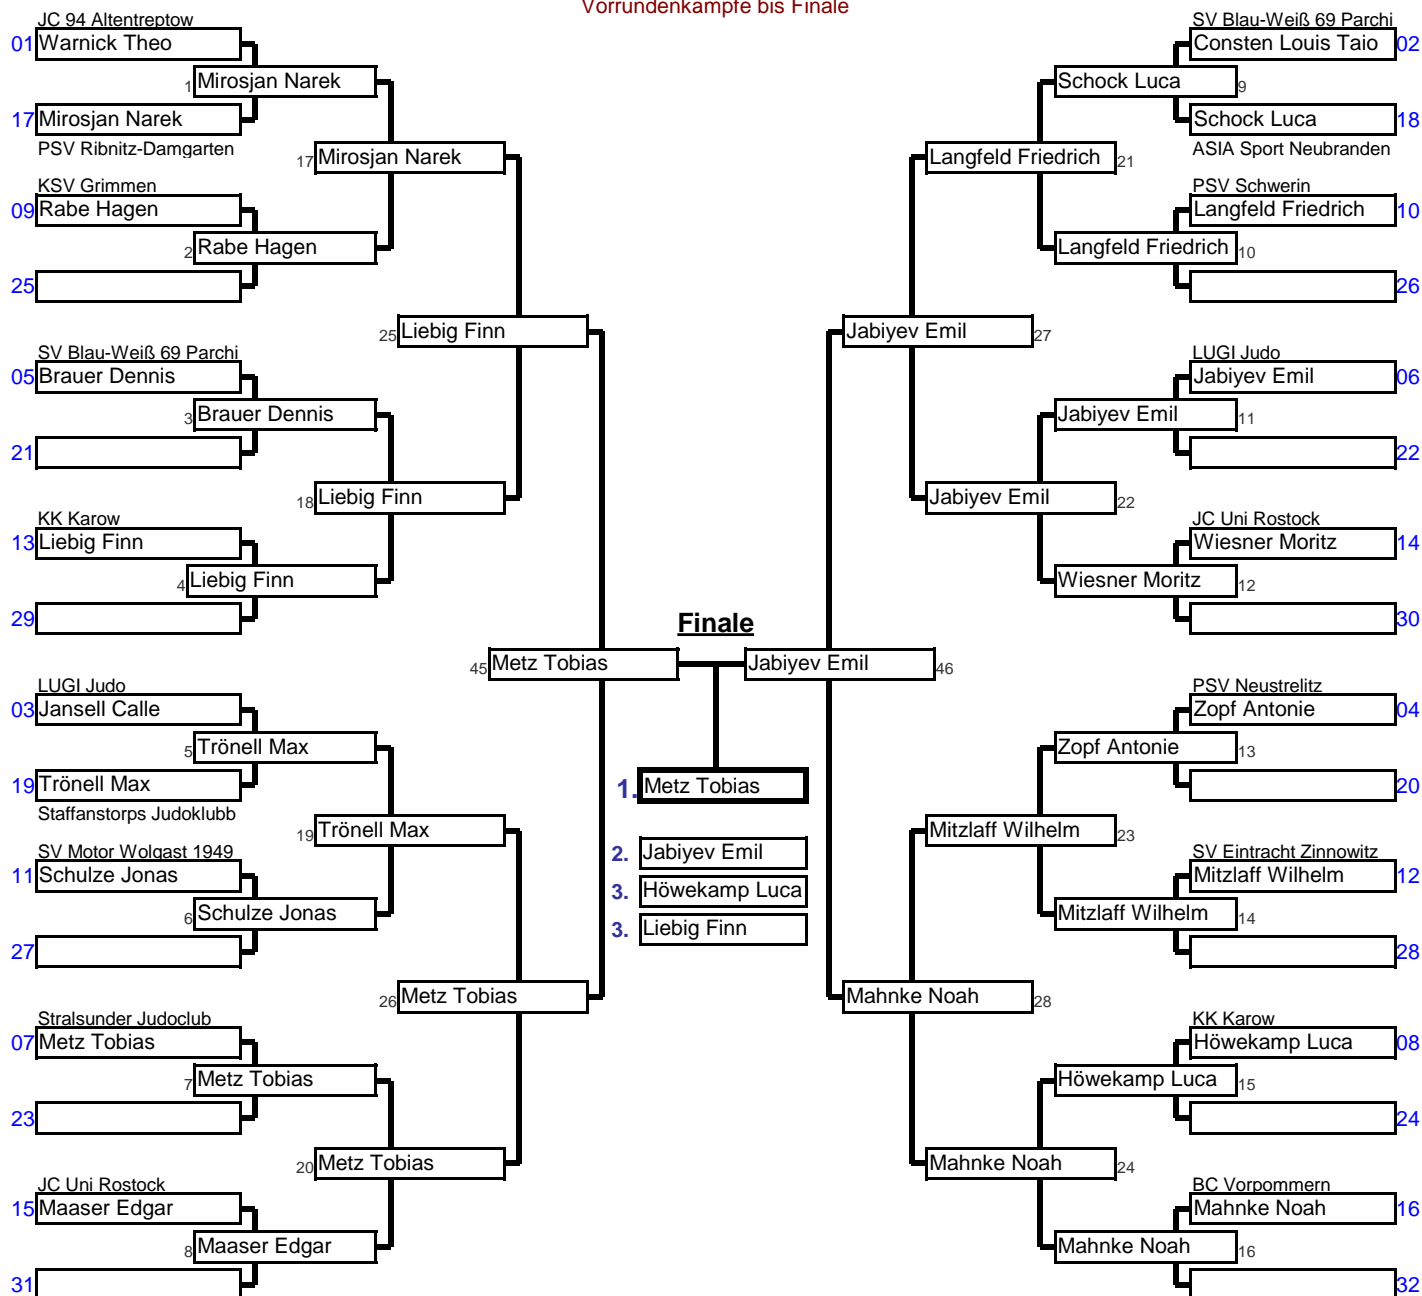 Vorrundenkämpfe bis Finale
JC 94 Altentreptow
01 Warnick Theo
1 Mirosjan Narek
17 Mirosjan Narek
PSV Ribnitz-Damgarten
17 Mirosjan Narek
KSV Grimmen
09 Rabe Hagen
2 Rabe Hagen
25
25 Liebig Finn
SV Blau-Weiß 69 Parchi
05 Brauer Dennis
3 Brauer Dennis
21
18 Liebig Finn
KK Karow
13 Liebig Finn
4 Liebig Finn
29
45 Metz Tobias
LUGI Judo
03 Jansell Calle
5 Trönell Max
19 Trönell Max
Staffanstorps Judoklubb
19 Trönell Max
SV Motor Wolgast 1949
11 Schulze Jonas
6 Schulze Jonas
27
26 Metz Tobias
Stralsunder Judoclub
07 Metz Tobias
7 Metz Tobias
23
20 Metz Tobias
JC Uni Rostock
15 Maaser Edgar
8 Maaser Edgar
31
Finale
1. Metz Tobias
2. Jabiyev Emil
3. Höwekamp Luca
3. Liebig Finn
SV Blau-Weiß 69 Parchi
Consten Louis Taio 02
Schock Luca 9
Schock Luca 18
ASIA Sport Neubranden
Langfeld Friedrich 21
PSV Schwerin
Langfeld Friedrich 10
Langfeld Friedrich 10
26
Jabiyev Emil 27
LUGI Judo
Jabiyev Emil 06
Jabiyev Emil 11
22
Jabiyev Emil 22
JC Uni Rostock
Wiesner Moritz 14
Wiesner Moritz 12
30
Jabiyev Emil 46
PSV Neustrelitz
Zopf Antonie 04
Zopf Antonie 13
20
Mitzlaff Wilhelm 23
SV Eintracht Zinnowitz
Mitzlaff Wilhelm 12
Mitzlaff Wilhelm 14
28
Mahnke Noah 28
KK Karow
Höwekamp Luca 08
Höwekamp Luca 15
24
Mahnke Noah 24
BC Vorpommern
Mahnke Noah 16
Mahnke Noah 16
32